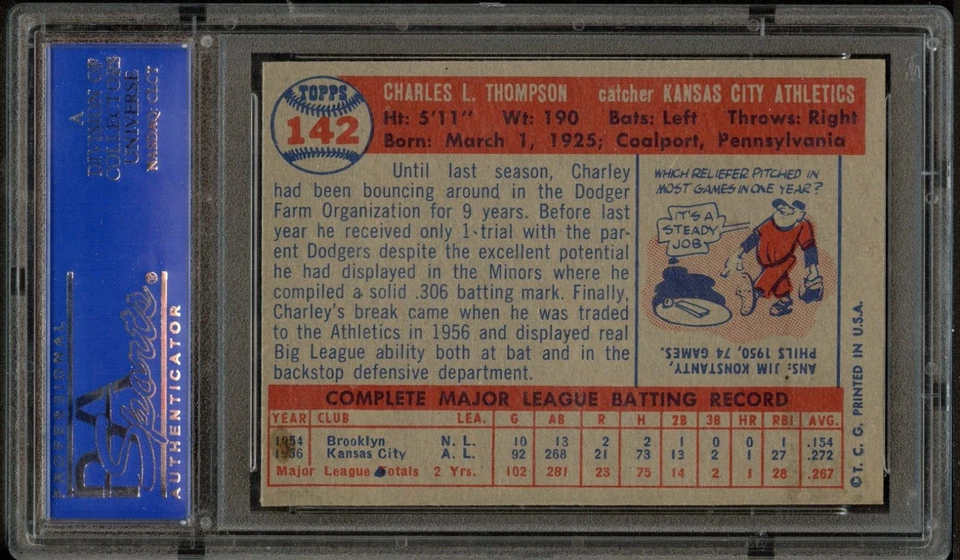 A
DIVISION OF
COLLECTORS
UNIVERSE
NASDAQ: CLCT
PROFESSIONAL
PSA
Sports®
AUTHENTICATOR
TOPPS
142
CHARLES L. THOMPSON catcher KANSAS CITY ATHLETICS
Ht: 5'11" Wt: 190 Bats: Left Throws: Right
Born: March 1, 1925; Coalport, Pennsylvania
Until last season, Charley
had been bouncing around in the Dodger
Farm Organization for 9 years. Before last
year he received only 1-trial with the par-
ent Dodgers despite the excellent potential
he had displayed in the Minors where he
compiled a solid .306 batting mark. Finally,
Charley's break came when he was traded
to the Athletics in 1956 and displayed real
Big League ability both at bat and in the
backstop defensive department.
WHICH RELIEFER PITCHED IN
MOST GAMES IN ONE YEAR?
IT'S A
STEADY
JOB
ANS: JIM KONSTANTY,
PHILS 1950, 74 GAMES.
COMPLETE MAJOR LEAGUE BATTING RECORD
YEAR CLUB LEA. G AB R H 2B 3B HR RBI AVG.
1954 Brooklyn N. L. 10 13 2 2 1 0 0 1 .154
1956 Kansas City A. L. 92 268 21 73 13 2 1 27 .272
Major League Totals 2 Yrs. 102 281 23 75 14 2 1 28 .267
© T. C. G. PRINTED IN U.S.A.